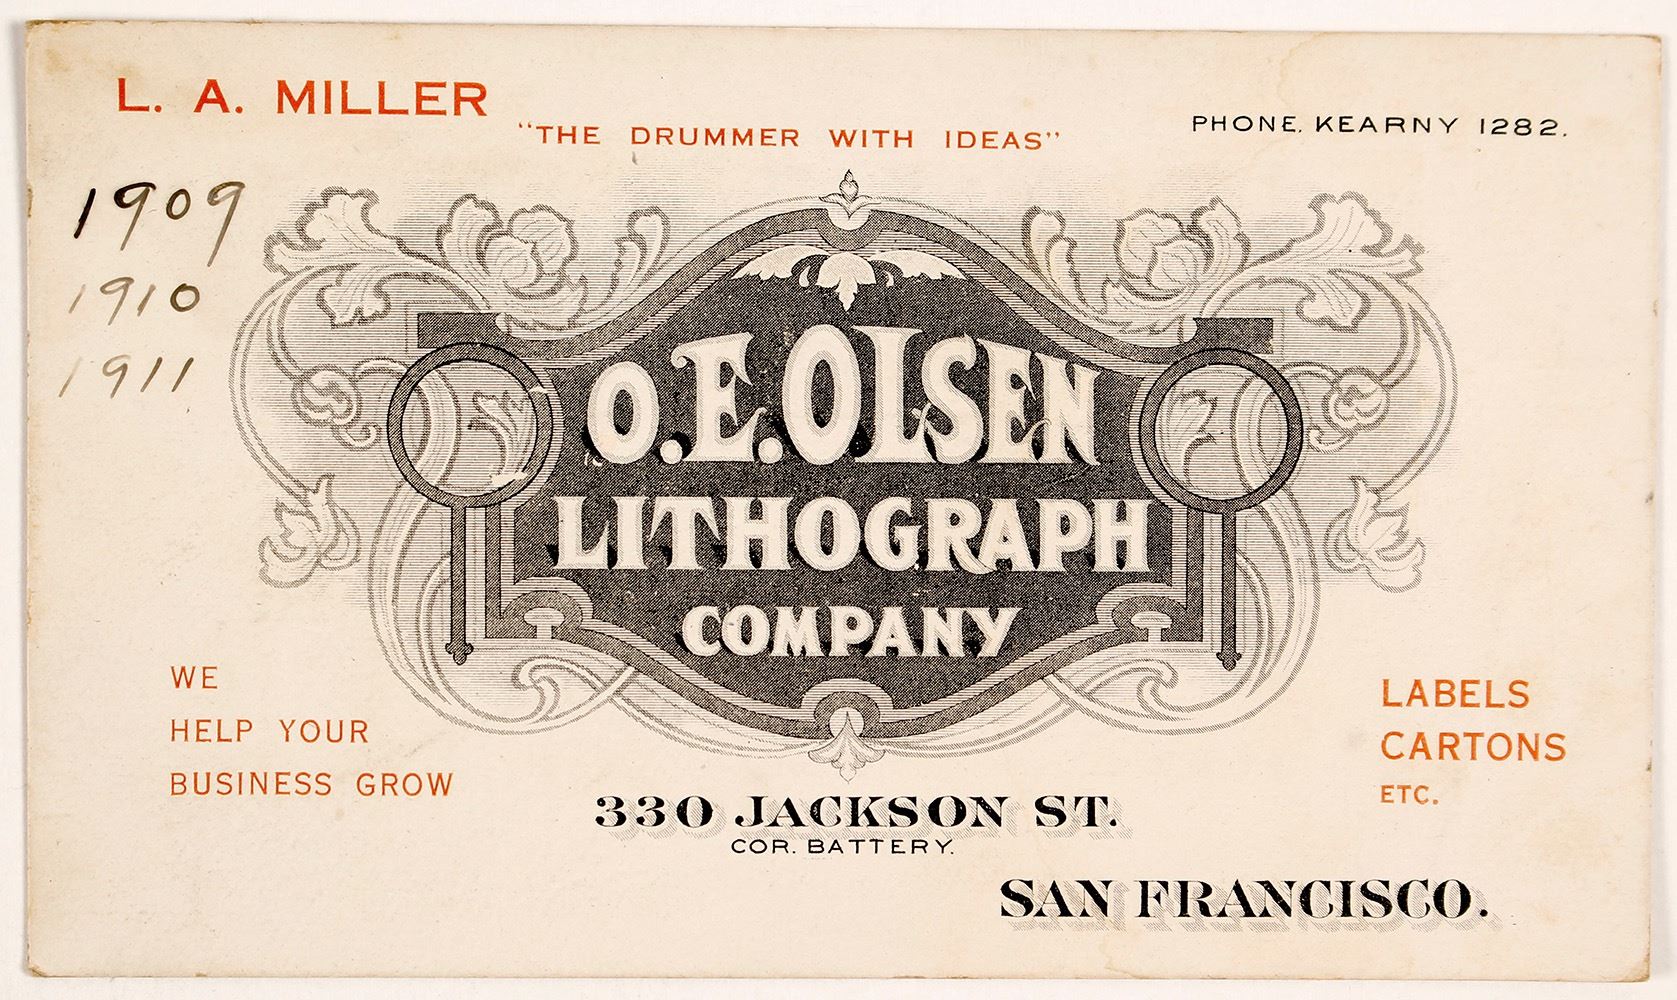 L. A. MILLER
"THE DRUMMER WITH IDEAS"
PHONE, KEARNY 1282.
1909
1910
1911
O. E. OLSEN
LITHOGRAPH
COMPANY
WE
HELP YOUR
BUSINESS GROW
LABELS
CARTONS
ETC.
330 JACKSON ST.
COR. BATTERY.
SAN FRANCISCO.